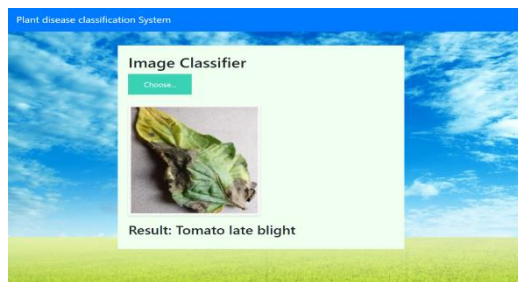 Plant disease classification System
Image Classifier
Choose...
Result: Tomato late blight